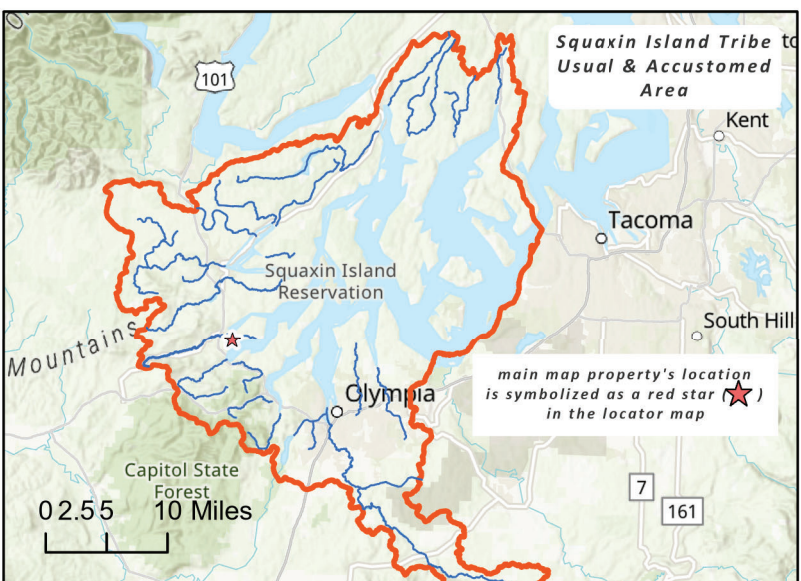 Squaxin Island Tribe
Usual & Accustomed
Area
101
Kent
Tacoma
Squaxin Island
Reservation
South Hill
Mountains
main map property's location
is symbolized as a red star ( )
in the locator map
Olympia
Capitol State
Forest
7
161
0 2.5 5 10 Miles